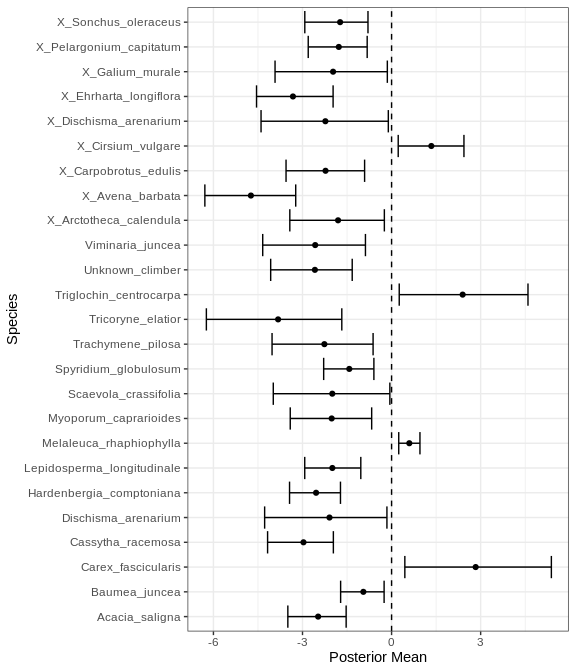 X_Sonchus_oleraceus
X_Pelargonium_capitatum
X_Galium_murale
X_Ehrharta_longiflora
X_Dischisma_arenarium
X_Cirsium_vulgare
X_Carpobrotus_edulis
X_Avena_barbata
X_Arctotheca_calendula
Viminaria_juncea
Unknown_climber
Triglochin_centrocarpa
Tricoryne_elatior
Trachymene_pilosa
Spyridium_globulosum
Scaevola_crassifolia
Myoporum_caprarioides
Melaleuca_rhaphiophylla
Lepidosperma_longitudinale
Hardenbergia_comptoniana
Dischisma_arenarium
Cassytha_racemosa
Carex_fascicularis
Baumea_juncea
Acacia_saligna
Species
-6 -3 0 3
Posterior Mean